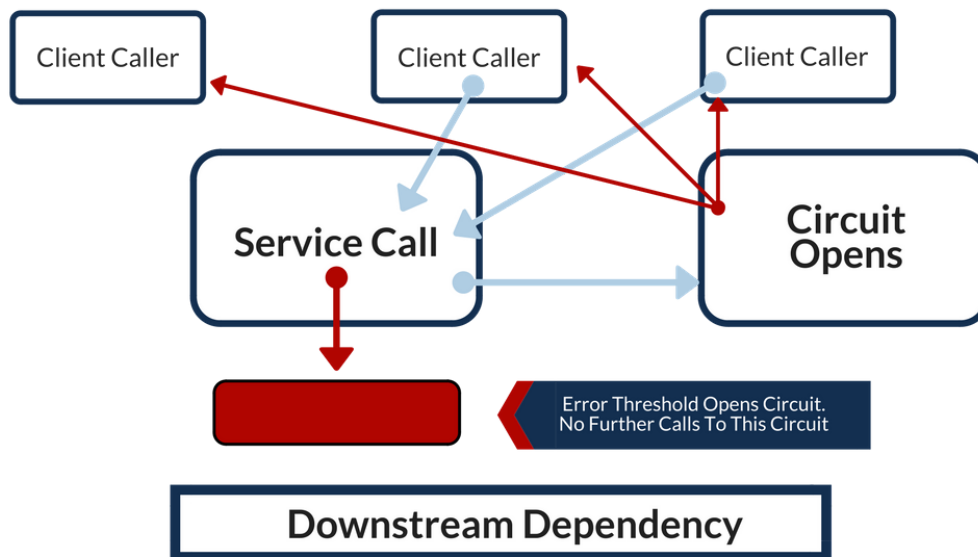 Client Caller
Client Caller
Client Caller
Service Call
Circuit
Opens
Error Threshold Opens Circuit.
No Further Calls To This Circuit
Downstream Dependency